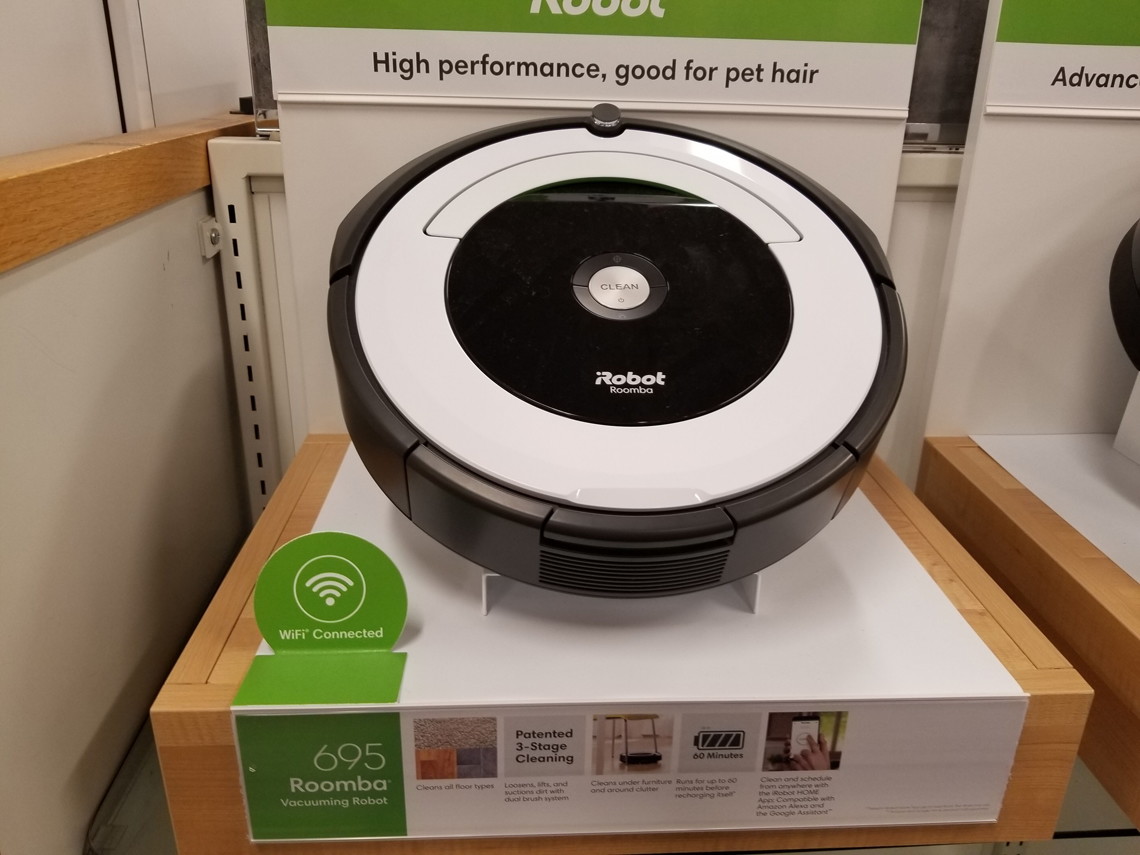 iRobot
High performance, good for pet hair
Advanc
CLEAN
iRobot
Roomba
WiFi® Connected
695
Roomba®
Vacuuming Robot
Cleans all floor types
Patented
3-Stage
Cleaning
Loosens, lifts, and
suctions dirt with
dual brush system
Cleans under furniture
and around clutter
60 Minutes
Runs for up to 60
minutes before
recharging itself*
Clean and schedule
from anywhere with
the iRobot HOME
App; Compatible with
Amazon Alexa and
the Google Assistant™